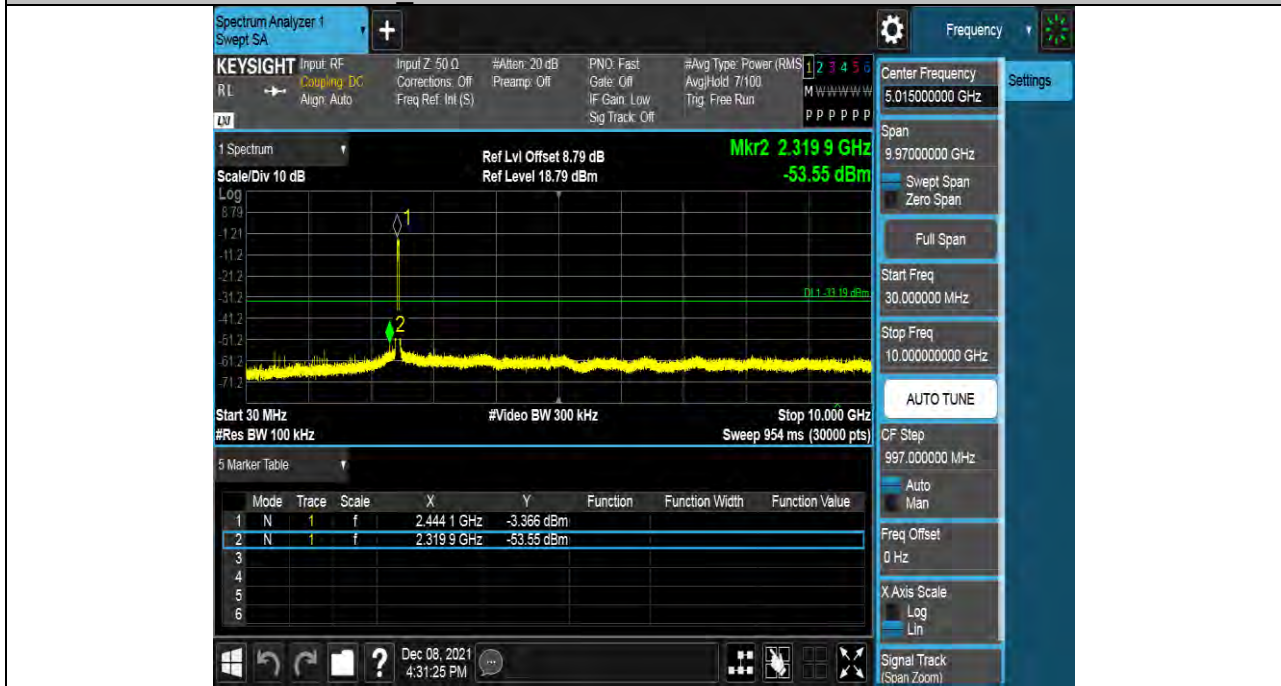 Spectrum Analyzer 1
Swept SA
+
Frequency
KEYSIGHT Input: RF
RL
Coupling: DC
Align: Auto
LXI
Input Z: 50 Ω
Corrections: Off
Freq Ref: Int (S)
#Atten: 20 dB
Preamp: Off
PNO: Fast
Gate: Off
IF Gain: Low
Sig Track: Off
#Avg Type: Power (RMS
Avg|Hold: 7/100
Trig: Free Run
1 2 3 4 5 6
M W W W W W
P P P P P P
1 Spectrum
Scale/Div 10 dB
Ref Lvl Offset 8.79 dB
Ref Level 18.79 dBm
Mkr2 2.319 9 GHz
-53.55 dBm
Log
8.79
-1.21
-11.2
-21.2
-31.2
-41.2
-51.2
-61.2
-71.2
1
2
DL1 -33.19 dBm
Start 30 MHz
#Res BW 100 kHz
#Video BW 300 kHz
Stop 10.000 GHz
Sweep 954 ms (30000 pts)
5 Marker Table
Mode Trace Scale X Y Function Function Width Function Value
1 N 1 f 2.444 1 GHz -3.366 dBm
2 N 1 f 2.319 9 GHz -53.55 dBm
3
4
5
6
Dec 08, 2021
4:31:25 PM
?
Center Frequency
5.015000000 GHz
Settings
Span
9.97000000 GHz
Swept Span
Zero Span
Full Span
Start Freq
30.000000 MHz
Stop Freq
10.000000000 GHz
AUTO TUNE
CF Step
997.000000 MHz
Auto
Man
Freq Offset
0 Hz
X Axis Scale
Log
Lin
Signal Track
(Span Zoom)